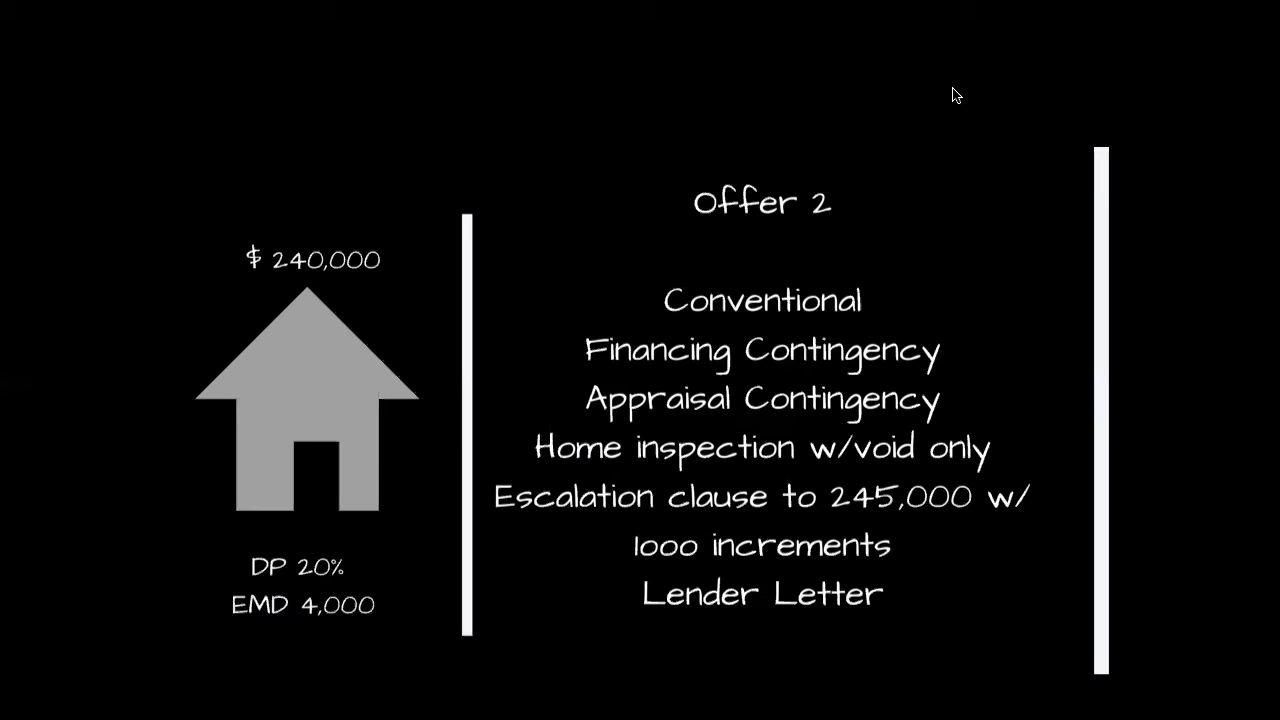 $ 240,000
DP 20%
EMD 4,000
Offer 2
Conventional
Financing Contingency
Appraisal Contingency
Home inspection w/void only
Escalation clause to 245,000 w/
1000 increments
Lender Letter